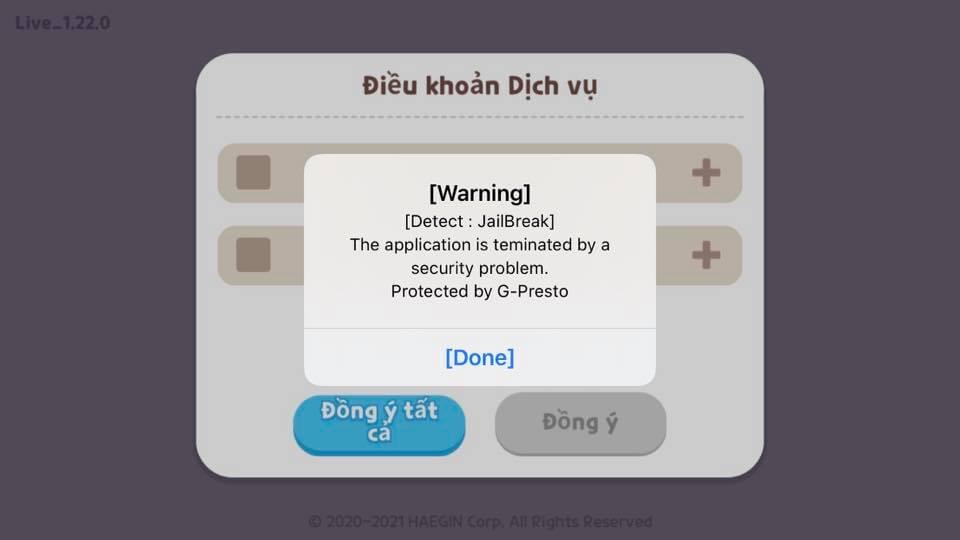 Live_1.22.0
Điều khoản Dịch vụ
[Warning]
[Detect : JailBreak]
The application is teminated by a
security problem.
Protected by G-Presto
[Done]
Đồng ý tất
cả
Đồng ý
© 2020-2021 HAEGIN Corp. All Rights Reserved